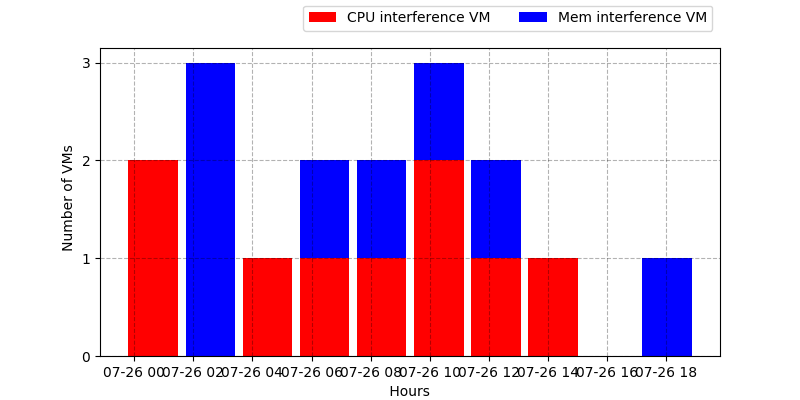 CPU interference VM Mem interference VM
3
2
1
0
Number of VMs
07-26 00 07-26 02 07-26 04 07-26 06 07-26 08 07-26 10 07-26 12 07-26 14 07-26 16 07-26 18
Hours